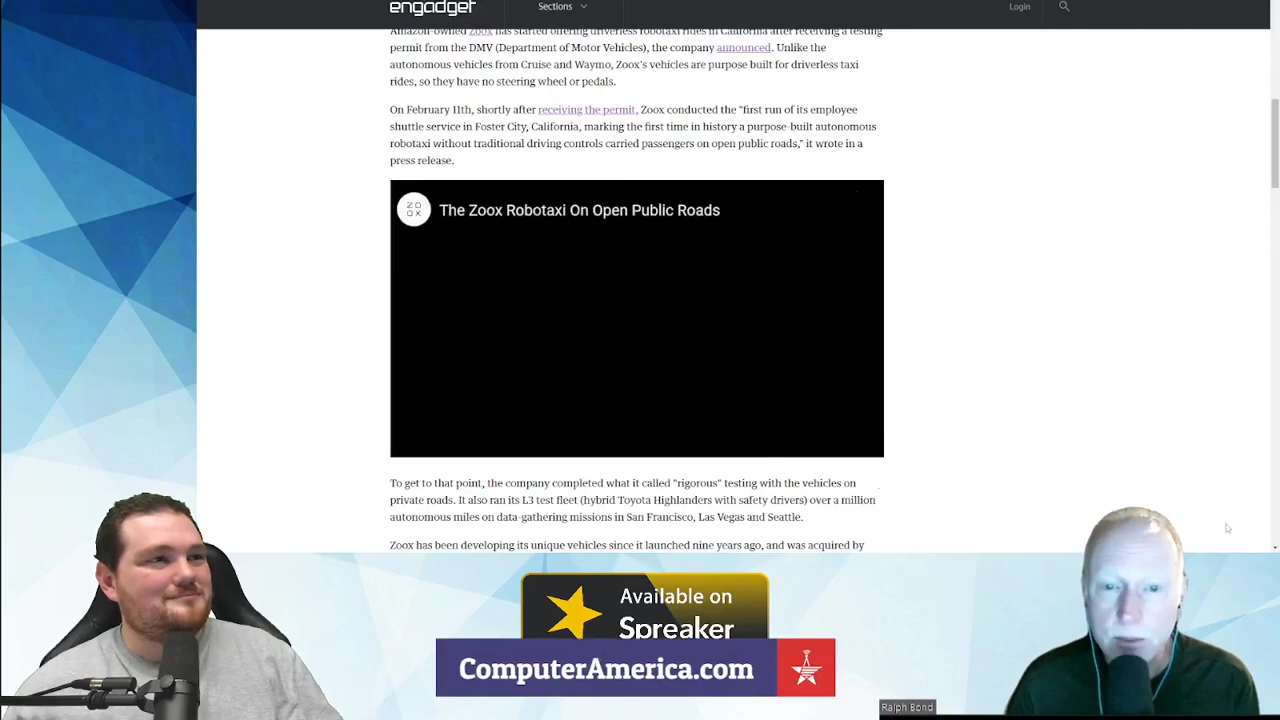 engadget
Sections
Login
Amazon-owned Zoox has started offering driverless robotaxi rides in California after receiving a testing
permit from the DMV (Department of Motor Vehicles), the company announced. Unlike the
autonomous vehicles from Cruise and Waymo, Zoox's vehicles are purpose built for driverless taxi
rides, so they have no steering wheel or pedals.
On February 11th, shortly after receiving the permit, Zoox conducted the "first run of its employee
shuttle service in Foster City, California, marking the first time in history a purpose-built autonomous
robotaxi without traditional driving controls carried passengers on open public roads," it wrote in a
press release.
ZO
OX
The Zoox Robotaxi On Open Public Roads
To get to that point, the company completed what it called "rigorous" testing with the vehicles on
private roads. It also ran its L3 test fleet (hybrid Toyota Highlanders with safety drivers) over a million
autonomous miles on data-gathering missions in San Francisco, Las Vegas and Seattle.
Zoox has been developing its unique vehicles since it launched nine years ago, and was acquired by
Available on
Spreaker
ComputerAmerica.com
Ralph Bond